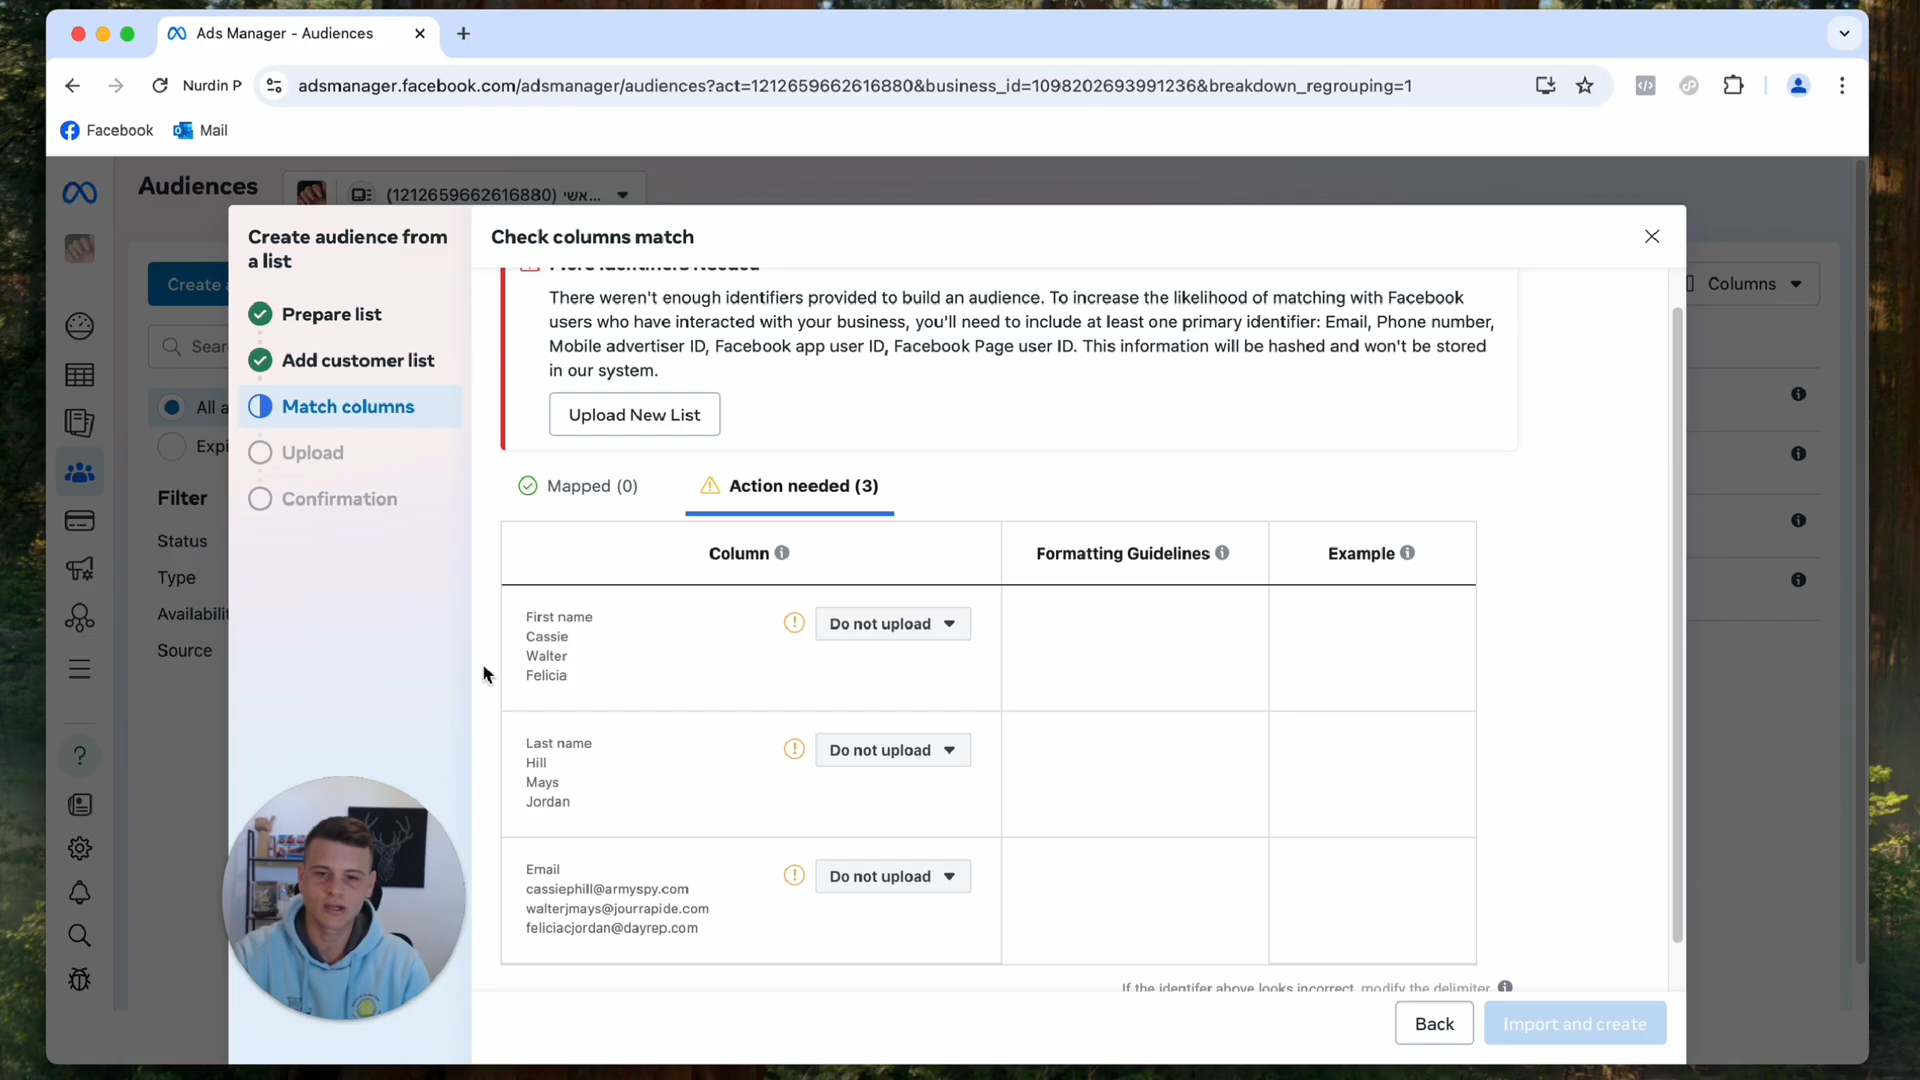 Ads Manager - Audiences
Nurdin P
adsmanager.facebook.com/adsmanager/audiences?act=1212659662616880&business_id=1098202693991236&breakdown_regrouping=1
Facebook
Mail
Audiences
(1212659662616880) ...אשי
Create a
Columns
Sear
All a
Expi
Filter
Status
Type
Availabilit
Source
Create audience from
a list
Prepare list
Add customer list
Match columns
Upload
Confirmation
Check columns match
More Identifiers Needed
There weren't enough identifiers provided to build an audience. To increase the likelihood of matching with Facebook
users who have interacted with your business, you'll need to include at least one primary identifier: Email, Phone number,
Mobile advertiser ID, Facebook app user ID, Facebook Page user ID. This information will be hashed and won't be stored
in our system.
Upload New List
Mapped (0)
Action needed (3)
Column
Formatting Guidelines
Example
First name
Cassie
Walter
Felicia
Do not upload
Last name
Hill
Mays
Jordan
Do not upload
Email
cassiephill@armyspy.com
walterjmays@jourrapide.com
feliciacjordan@dayrep.com
Do not upload
If the identifer above looks incorrect, modify the delimiter
Back
Import and create